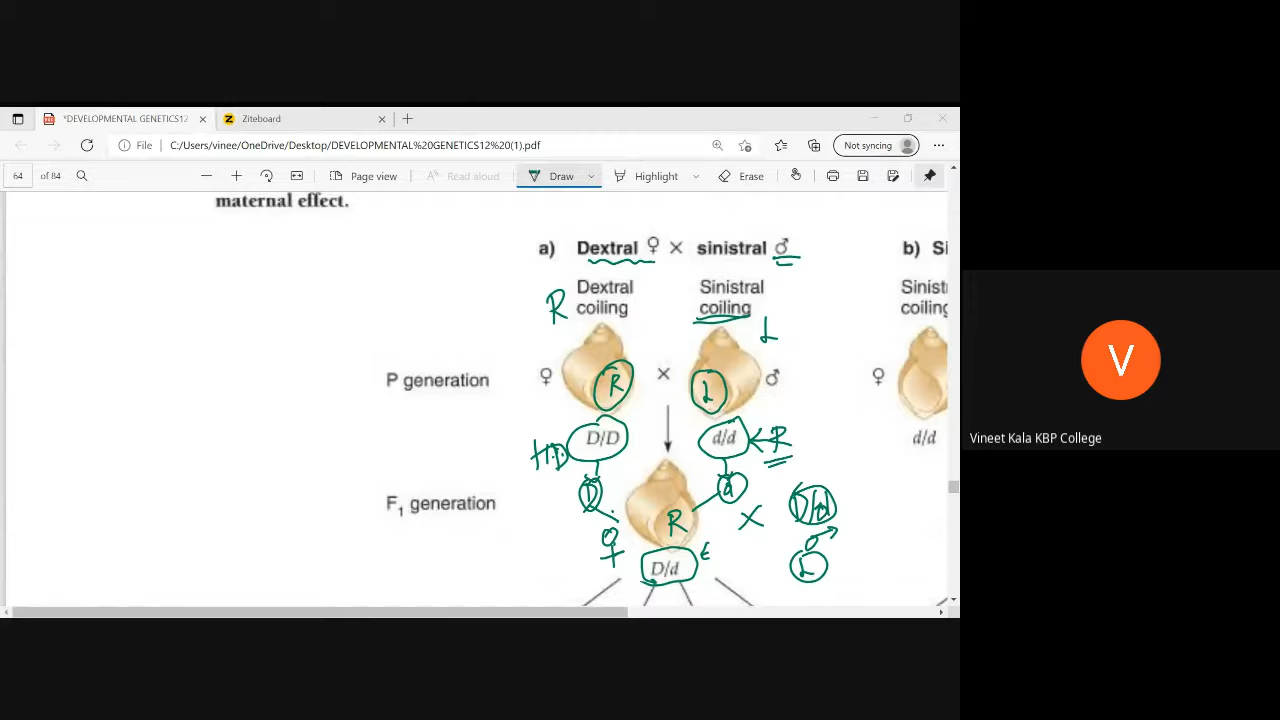 *DEVELOPMENTAL GENETICS12
Ziteboard
File
C:/Users/vinee/OneDrive/Desktop/DEVELOPMENTAL%20GENETICS12%20(1).pdf
Not syncing
64 of 84
Page view
Read aloud
Draw
Highlight
Erase
maternal effect.
a) Dextral ♀ × sinistral ♂
b) Si
R
Dextral
coiling
Sinistral
coiling
L
Sinist
coiling
P generation
♀
R
×
L
♂
♀
D/D
d/d
R
d/d
D
d
F1 generation
R
×
D/d
♀
♂
D/d
L
V
Vineet Kala KBP College